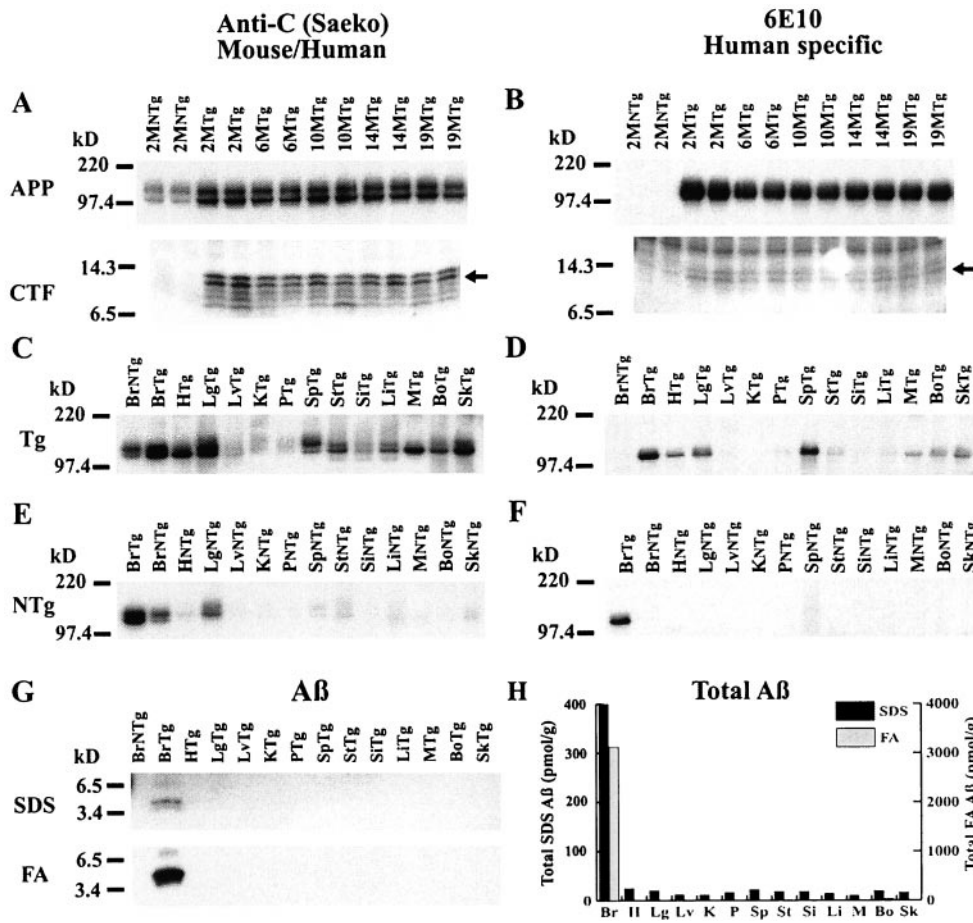 Anti-C (Saeko)
Mouse/Human
6E10
Human specific
A
kD
2MNTg 2MNTg 2MTg 2MTg 6MTg 6MTg 10MTg 10MTg 14MTg 14MTg 19MTg 19MTg
220
APP
97.4
14.3
CTF
6.5
B
kD
2MNTg 2MNTg 2MTg 2MTg 6MTg 6MTg 10MTg 10MTg 14MTg 14MTg 19MTg 19MTg
220
97.4
14.3
6.5
C
kD
BrNTg BrTg HTg LgTg LvTg KTg PTg SpTg StTg SiTg LiTg MTg BoTg SkTg
220
Tg
97.4
D
kD
BrNTg BrTg HTg LgTg LvTg KTg PTg SpTg StTg SiTg LiTg MTg BoTg SkTg
220
97.4
E
kD
BrTg BrNTg HNTg LgNTg LvNTg KNTg PNTg SpNTg StNTg SiNTg LiNTg MNTg BoNTg SkNTg
220
NTg
97.4
F
kD
BrTg BrNTg HNTg LgNTg LvNTg KNTg PNTg SpNTg StNTg SiNTg LiNTg MNTg BoNTg SkNTg
220
97.4
G
Aß
kD
BrNTg BrTg HTg LgTg LvTg KTg PTg SpTg StTg SiTg LiTg MTg BoTg SkTg
6.5
SDS
3.4
6.5
FA
3.4
H
Total Aß
SDS
FA
Total SDS Aß (pmol/g)
400
300
200
100
0
Total FA Aß (pmol/g)
4000
3000
2000
1000
0
Br H Lg Lv K P Sp St Si Li M Bo Sk